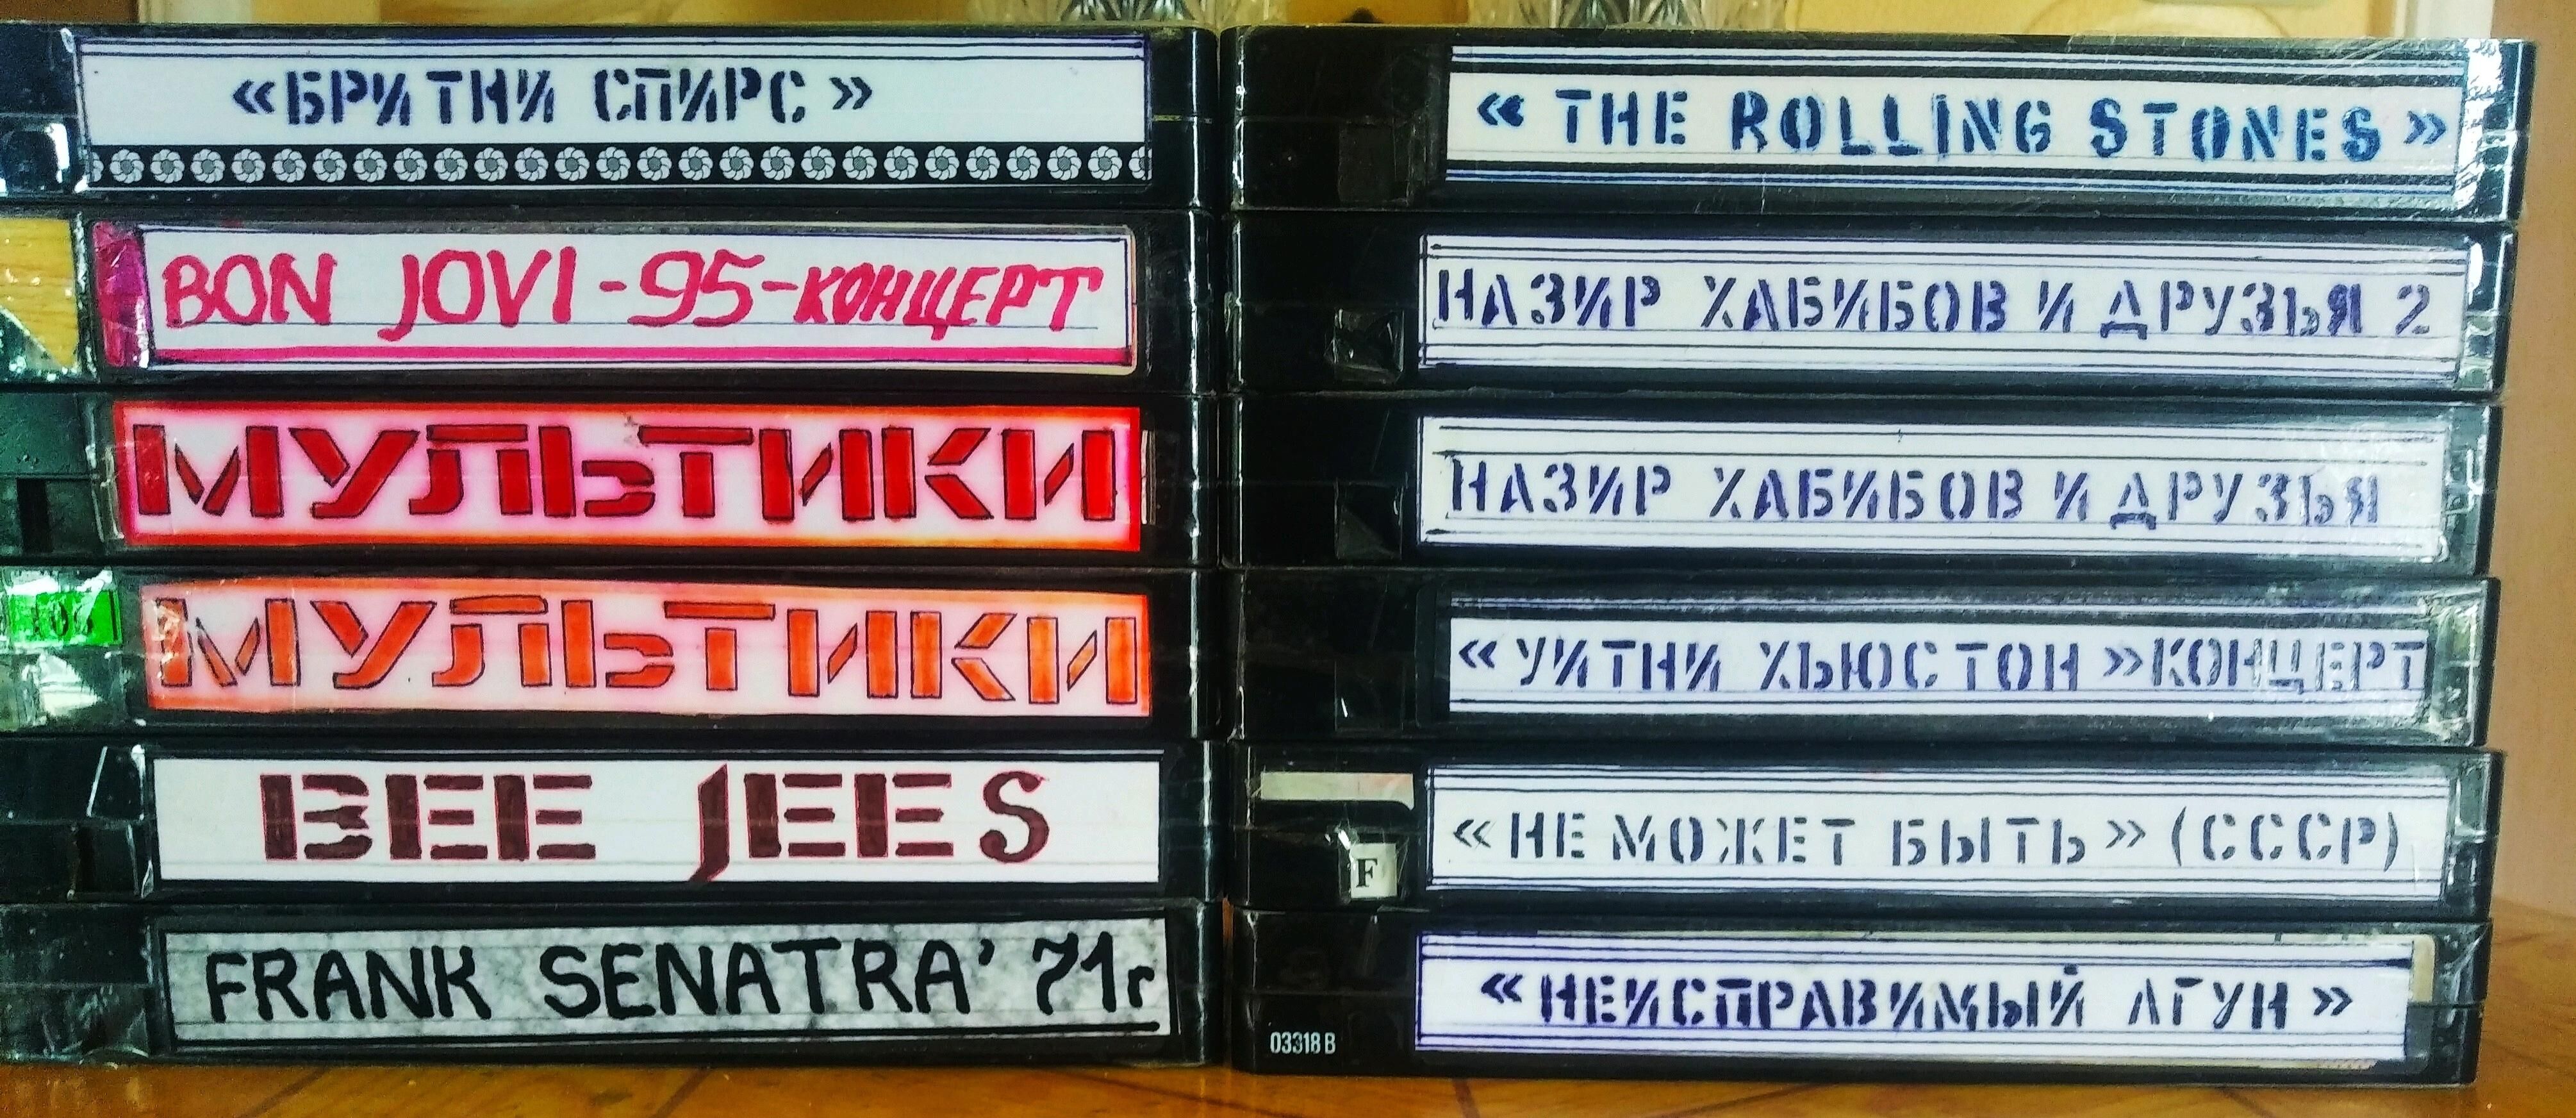 «БРИТНИ СПИРС»
BON JOVI-95-КОНЦЕРТ
МУЛЬТИКИ
106
МУЛЬТИКИ
BEE JEES
FRANK SENATRA' 71г
«THE ROLLING STONES»
НАЗИР ХАБИБОВ И ДРУЗЬЯ 2
НАЗИР ХАБИБОВ И ДРУЗЬЯ
«УИТНИ ХЬЮСТОН» КОНЦЕРТ
«НЕ МОЖЕТ БЫТЬ» (СССР)
F
«НЕИСПРАВИМЫЙ ЛГУН»
03318 B